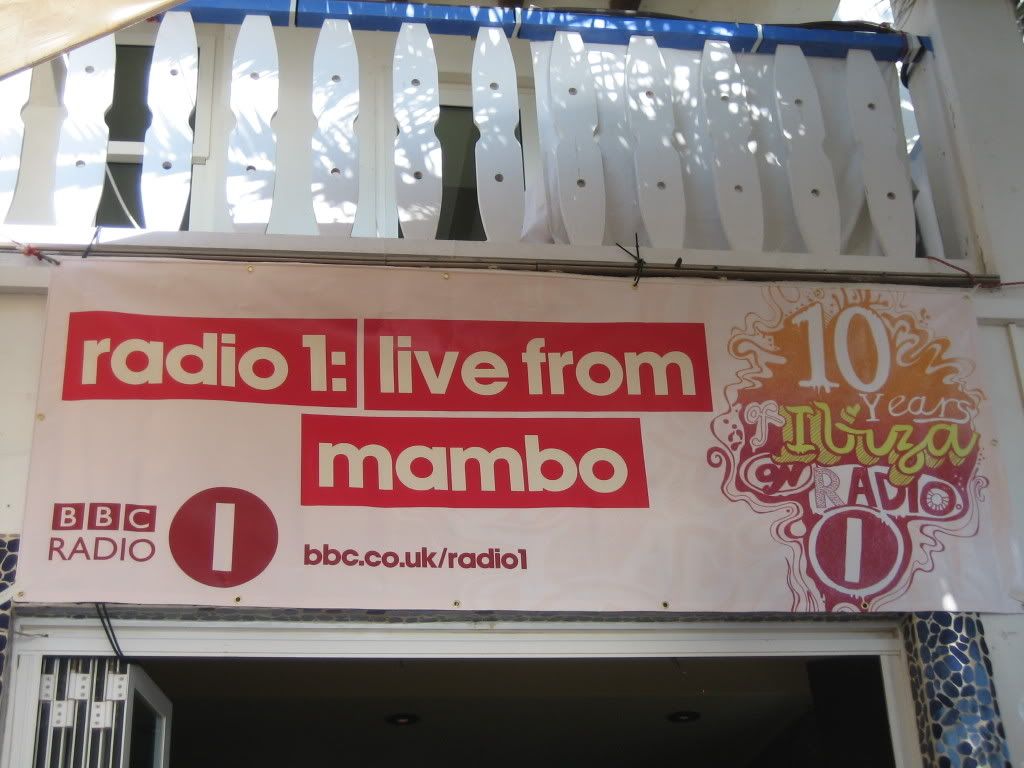 radio 1: live from
mambo
BBC
RADIO 1
bbc.co.uk/radio1
10
Years
of Ibiza
ON RADIO
1